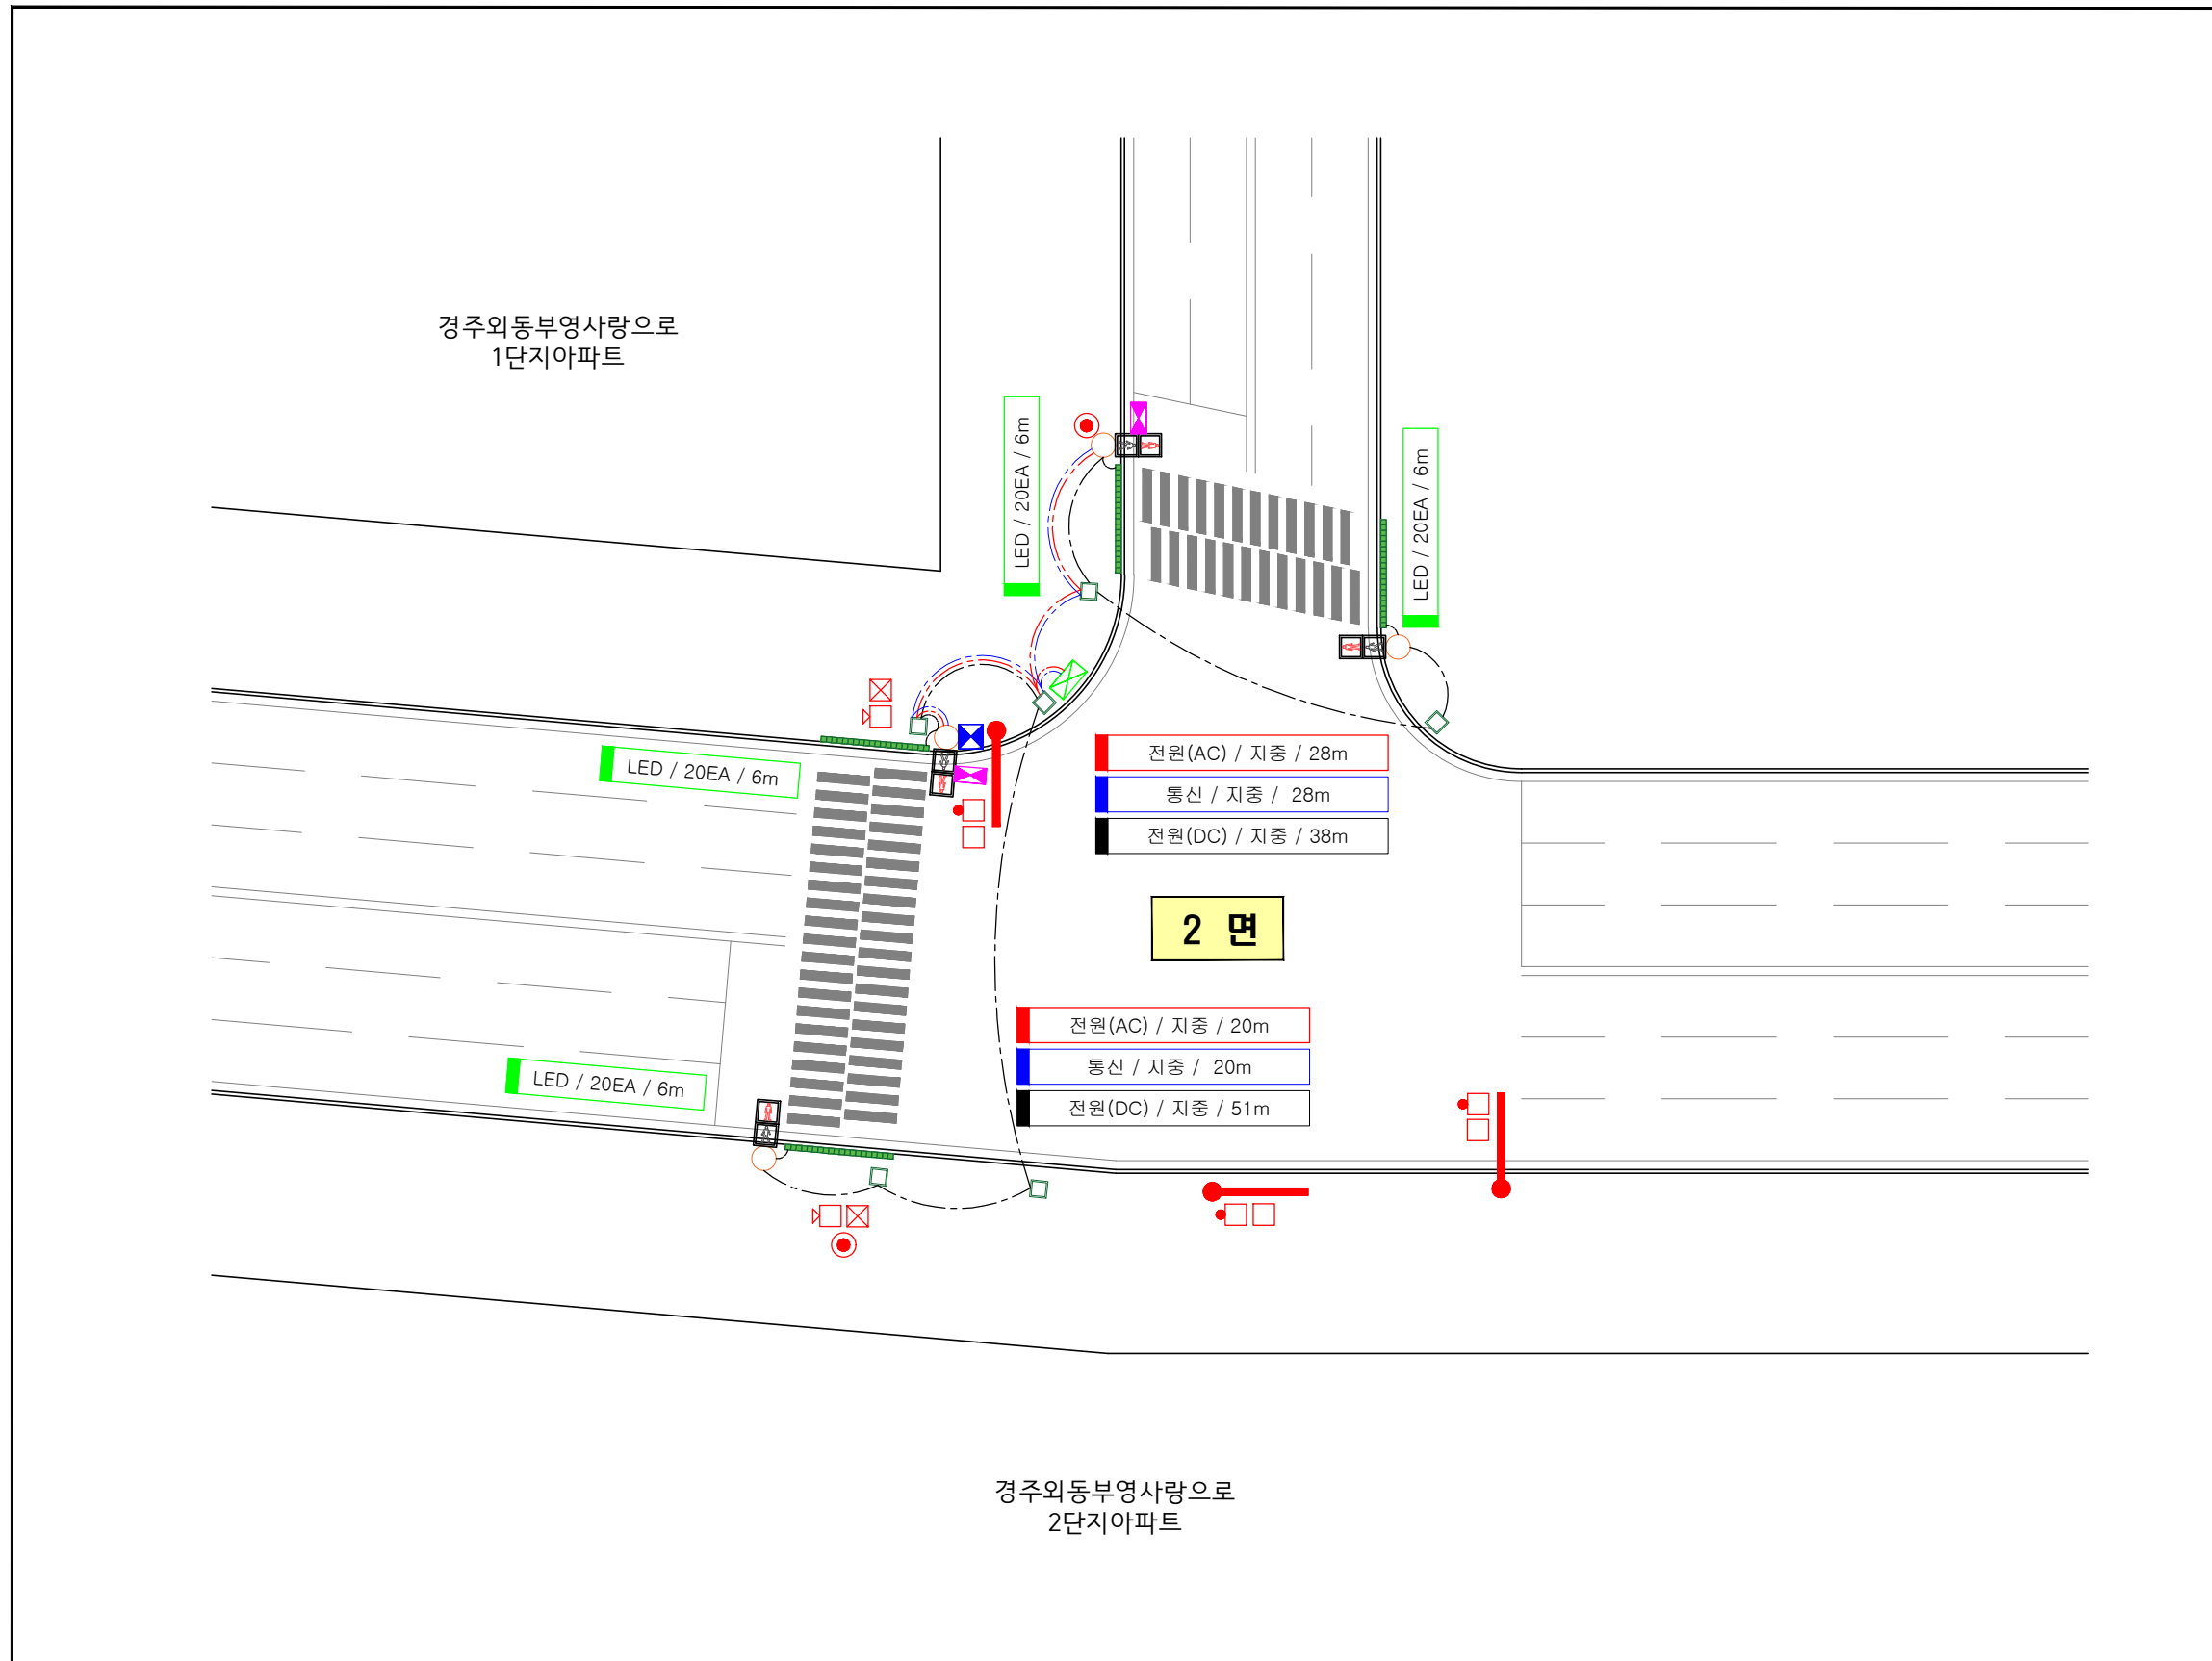 경주외동부영사랑으로
1단지아파트
LED / 20EA / 6m
LED / 20EA / 6m
LED / 20EA / 6m
전원(AC) / 지중 / 28m
통신 / 지중 / 28m
전원(DC) / 지중 / 38m
2 면
전원(AC) / 지중 / 20m
통신 / 지중 / 20m
전원(DC) / 지중 / 51m
LED / 20EA / 6m
경주외동부영사랑으로
2단지아파트